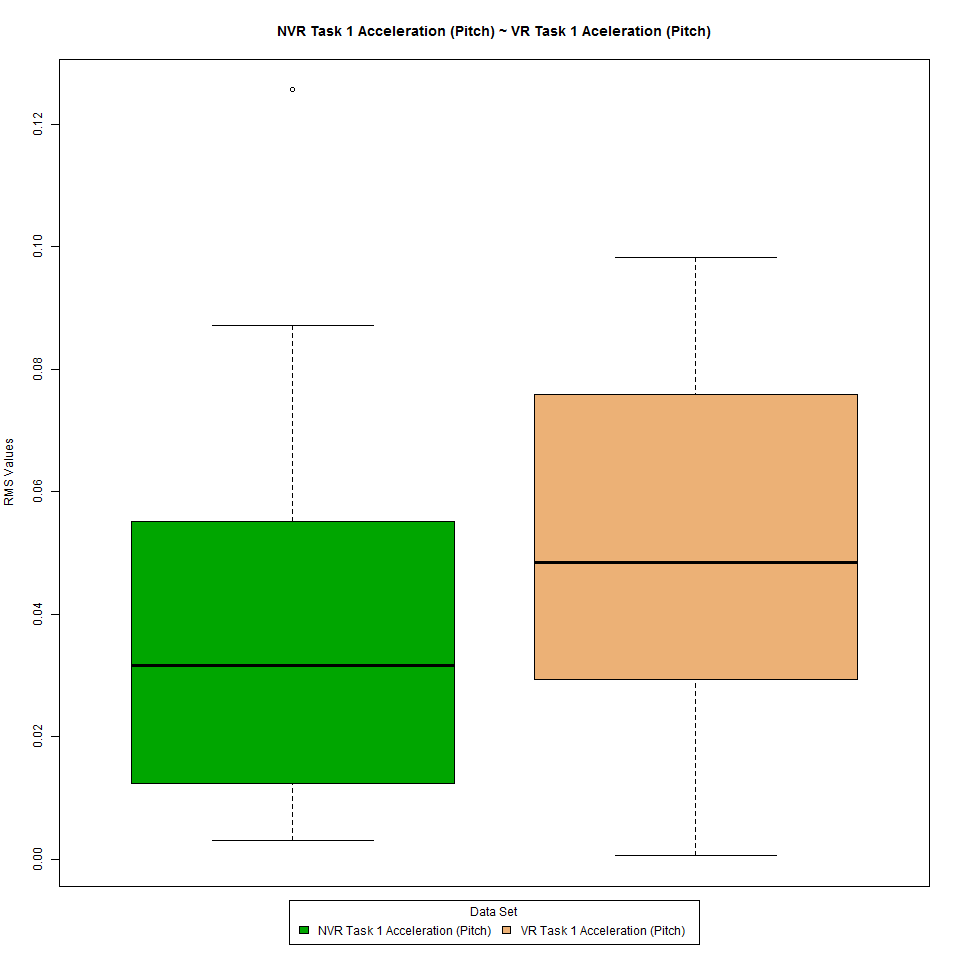 NVR Task 1 Acceleration (Pitch) ~ VR Task 1 Aceleration (Pitch)
RMS Values
0.12
0.10
0.08
0.06
0.04
0.02
0.00
Data Set
NVR Task 1 Acceleration (Pitch) VR Task 1 Acceleration (Pitch)